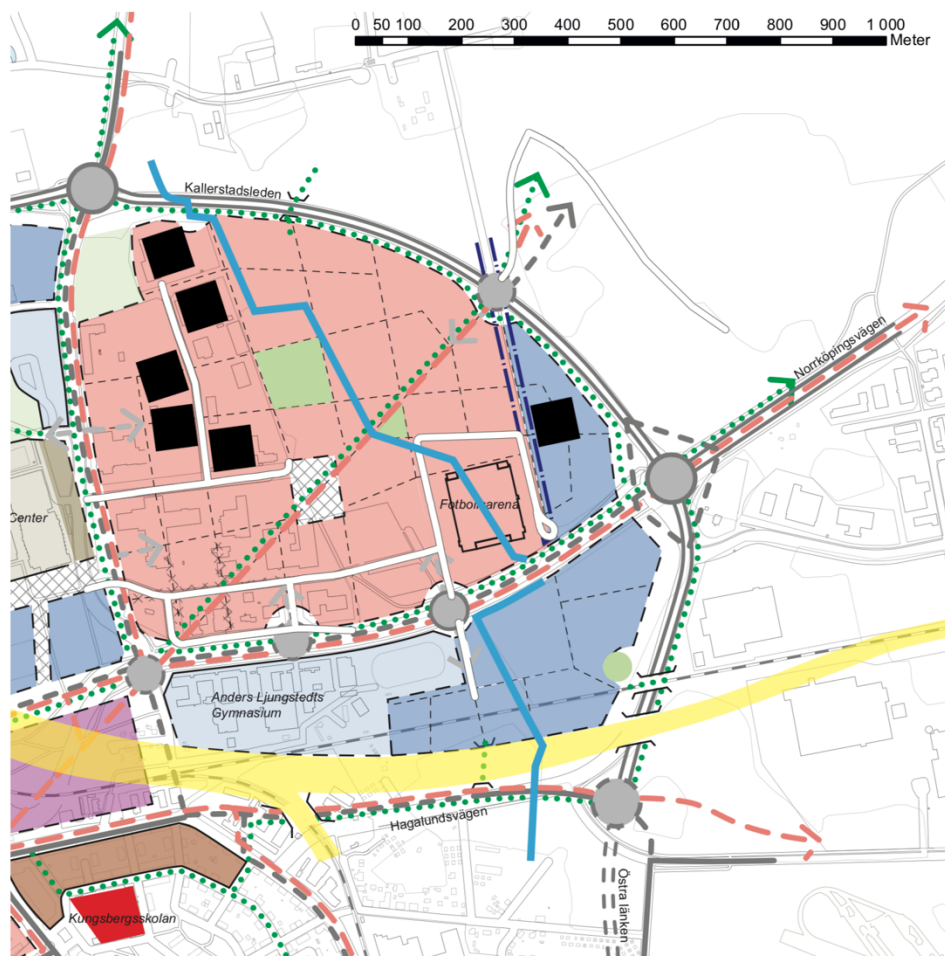 0 50 100 200 300 400 500 600 700 800 900 1 000
Meter
Kallerstadsleden
Norrköpingsvägen
Center
Fotbollsarena
Anders Ljungstedts
Gymnasium
Hagalundsvägen
Östra länken
Kungsbergsskolan